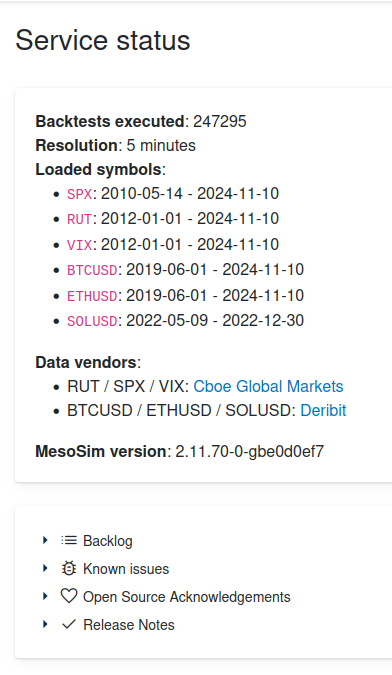 Service status
Backtests executed: 247295
Resolution: 5 minutes
Loaded symbols:
SPX: 2010-05-14 - 2024-11-10
RUT: 2012-01-01 - 2024-11-10
VIX: 2012-01-01 - 2024-11-10
BTCUSD: 2019-06-01 - 2024-11-10
ETHUSD: 2019-06-01 - 2024-11-10
SOLUSD: 2022-05-09 - 2022-12-30
Data vendors:
RUT / SPX / VIX: Cboe Global Markets
BTCUSD / ETHUSD / SOLUSD: Deribit
MesoSim version: 2.11.70-0-gbe0d0ef7
Backlog
Known issues
Open Source Acknowledgements
Release Notes